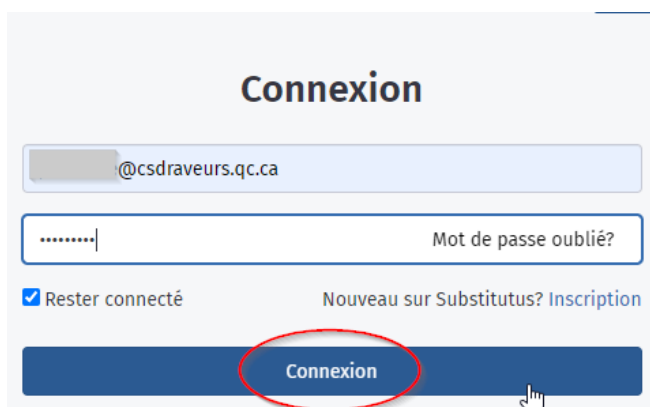 Connexion
@csdraveurs.qc.ca
Mot de passe oublié?
Rester connecté Nouveau sur Substitutus? Inscription
Connexion